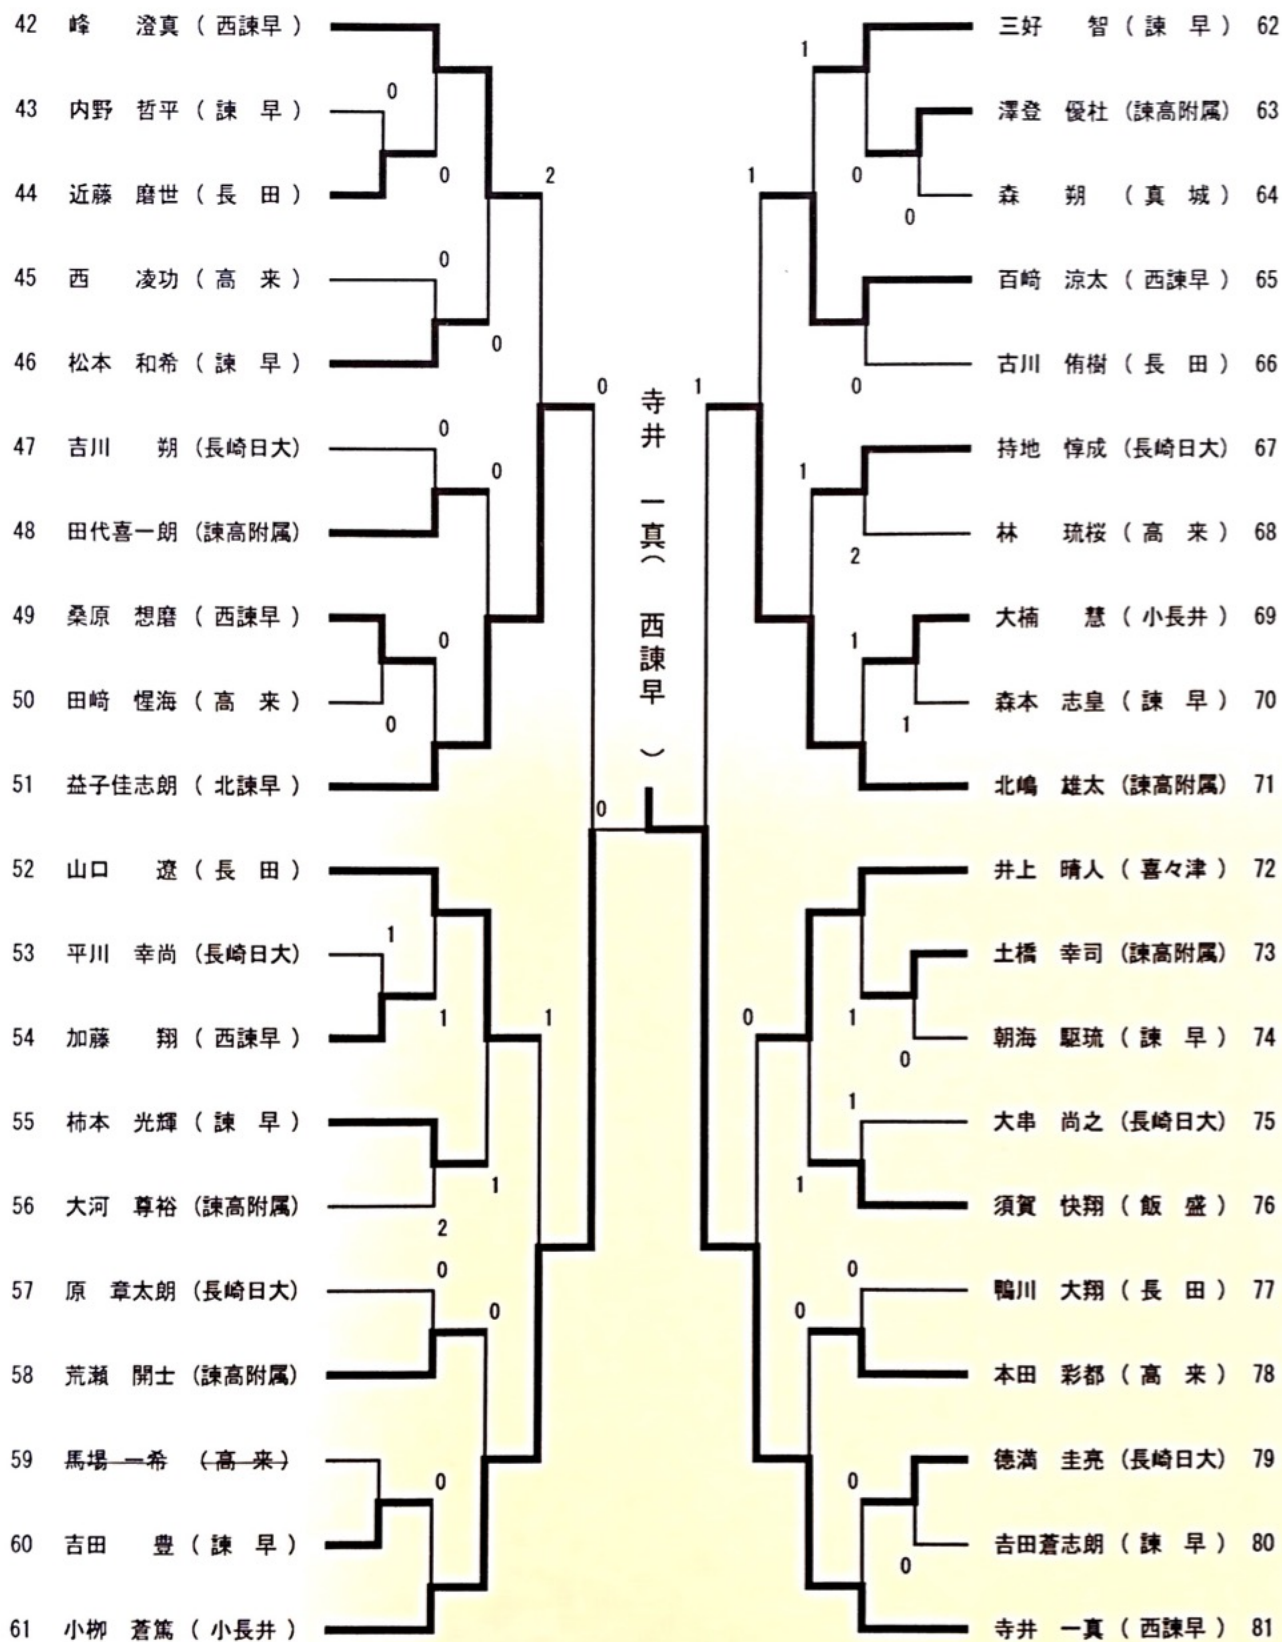 42 峰 澄真 ( 西諫早 )
0
43 内野 哲平 ( 諫 早 )
0
44 近藤 磨世 ( 長 田 )
2
0
45 西 凌功 ( 高 来 )
0
46 松本 和希 ( 諫 早 )
0
0
47 吉川 朔 (長崎日大)
0
48 田代喜一朗 (諫高附属)
49 桑原 想磨 ( 西諫早 )
0
50 田﨑 惺海 ( 高 来 )
0
51 益子佳志朗 ( 北諫早 )
0
52 山口 遼 ( 長 田 )
1
53 平川 幸尚 (長崎日大)
1
1
54 加藤 翔 ( 西諫早 )
55 柿本 光輝 ( 諫 早 )
1
56 大河 尊裕 (諫高附属)
2
0
57 原 章太朗 (長崎日大)
0
58 荒瀬 開士 (諫高附属)
59 馬場 一希 ( 高 来 )
0
60 吉田 豊 ( 諫 早 )
61 小栁 蒼篤 ( 小長井 )
寺井 一真( 西諫早 )
三好 智 ( 諫 早 ) 62
1
澤登 優杜 (諫高附属) 63
1
0
森 朔 ( 真 城 ) 64
0
百﨑 涼太 ( 西諫早 ) 65
古川 侑樹 ( 長 田 ) 66
0
1
持地 惇成 (長崎日大) 67
1
林 琉桜 ( 高 来 ) 68
2
大楠 慧 ( 小長井 ) 69
1
森本 志皇 ( 諫 早 ) 70
1
北嶋 雄太 (諫高附属) 71
井上 晴人 ( 喜々津 ) 72
土橋 幸司 (諫高附属) 73
0
1
朝海 駆琉 ( 諫 早 ) 74
0
1
大串 尚之 (長崎日大) 75
1
須賀 快翔 ( 飯 盛 ) 76
0
鴨川 大翔 ( 長 田 ) 77
0
本田 彩都 ( 高 来 ) 78
徳満 圭亮 (長崎日大) 79
0
吉田蒼志朗 ( 諫 早 ) 80
0
寺井 一真 ( 西諫早 ) 81